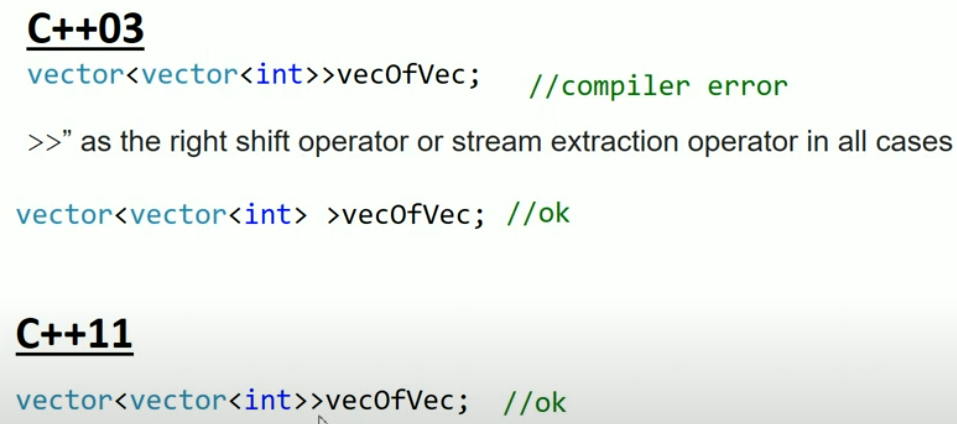 C++03
vector<vector<int>>vecOfVec; //compiler error
>>” as the right shift operator or stream extraction operator in all cases
vector<vector<int> >vecOfVec; //ok
C++11
vector<vector<int>>vecOfVec; //ok